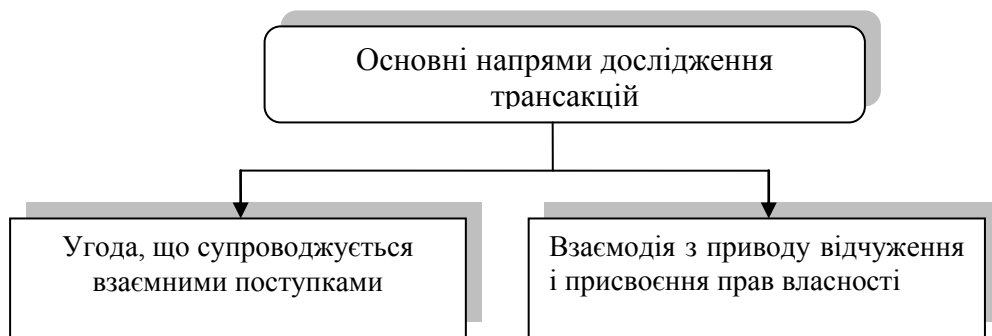 Основні напрями дослідження
трансакцій
Угода, що супроводжується
взаємними поступками
Взаємодія з приводу відчуження
і присвоєння прав власності